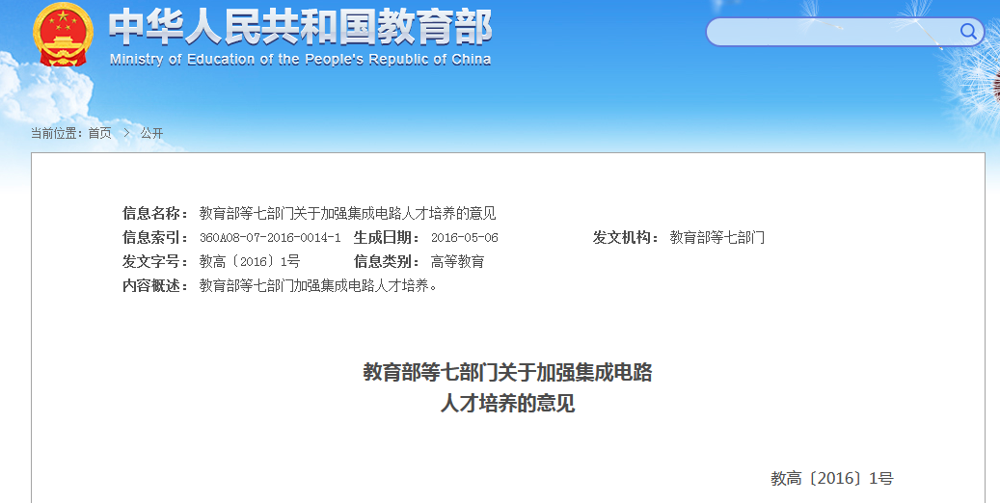 中华人民共和国教育部
Ministry of Education of the People's Republic of China
当前位置：首页 > 公开
信息名称： 教育部等七部门关于加强集成电路人才培养的意见
信息索引： 360A08-07-2016-0014-1 生成日期： 2016-05-06 发文机构： 教育部等七部门
发文字号： 教高〔2016〕1号 信息类别： 高等教育
内容概述： 教育部等七部门加强集成电路人才培养。
教育部等七部门关于加强集成电路
人才培养的意见
教高〔2016〕1号